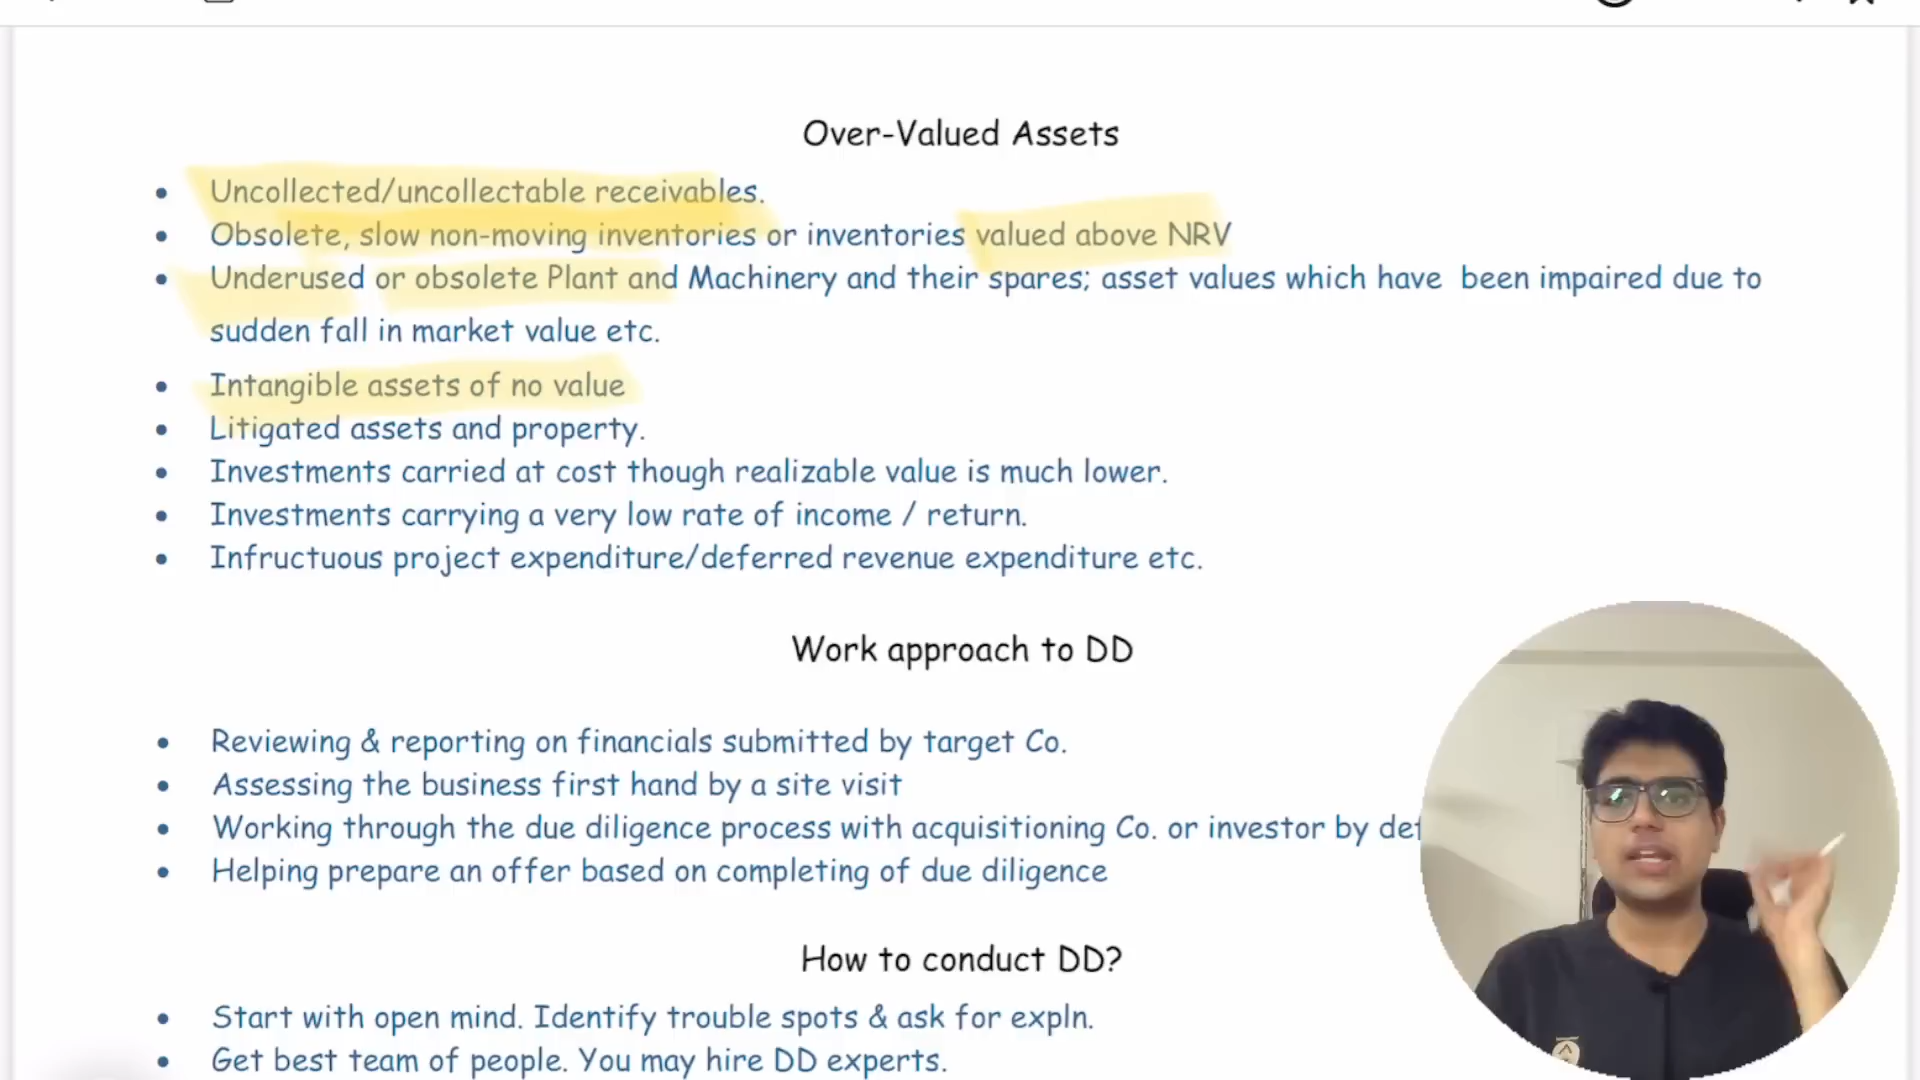 Over-Valued Assets
• Uncollected/uncollectable receivables.
• Obsolete, slow non-moving inventories or inventories valued above NRV
• Underused or obsolete Plant and Machinery and their spares; asset values which have been impaired due to
sudden fall in market value etc.
• Intangible assets of no value
• Litigated assets and property.
• Investments carried at cost though realizable value is much lower.
• Investments carrying a very low rate of income / return.
• Infructuous project expenditure/deferred revenue expenditure etc.
Work approach to DD
• Reviewing & reporting on financials submitted by target Co.
• Assessing the business first hand by a site visit
• Working through the due diligence process with acquisitioning Co. or investor by
• Helping prepare an offer based on completing of due diligence
How to conduct DD?
• Start with open mind. Identify trouble spots & ask for expln.
• Get best team of people. You may hire DD experts.